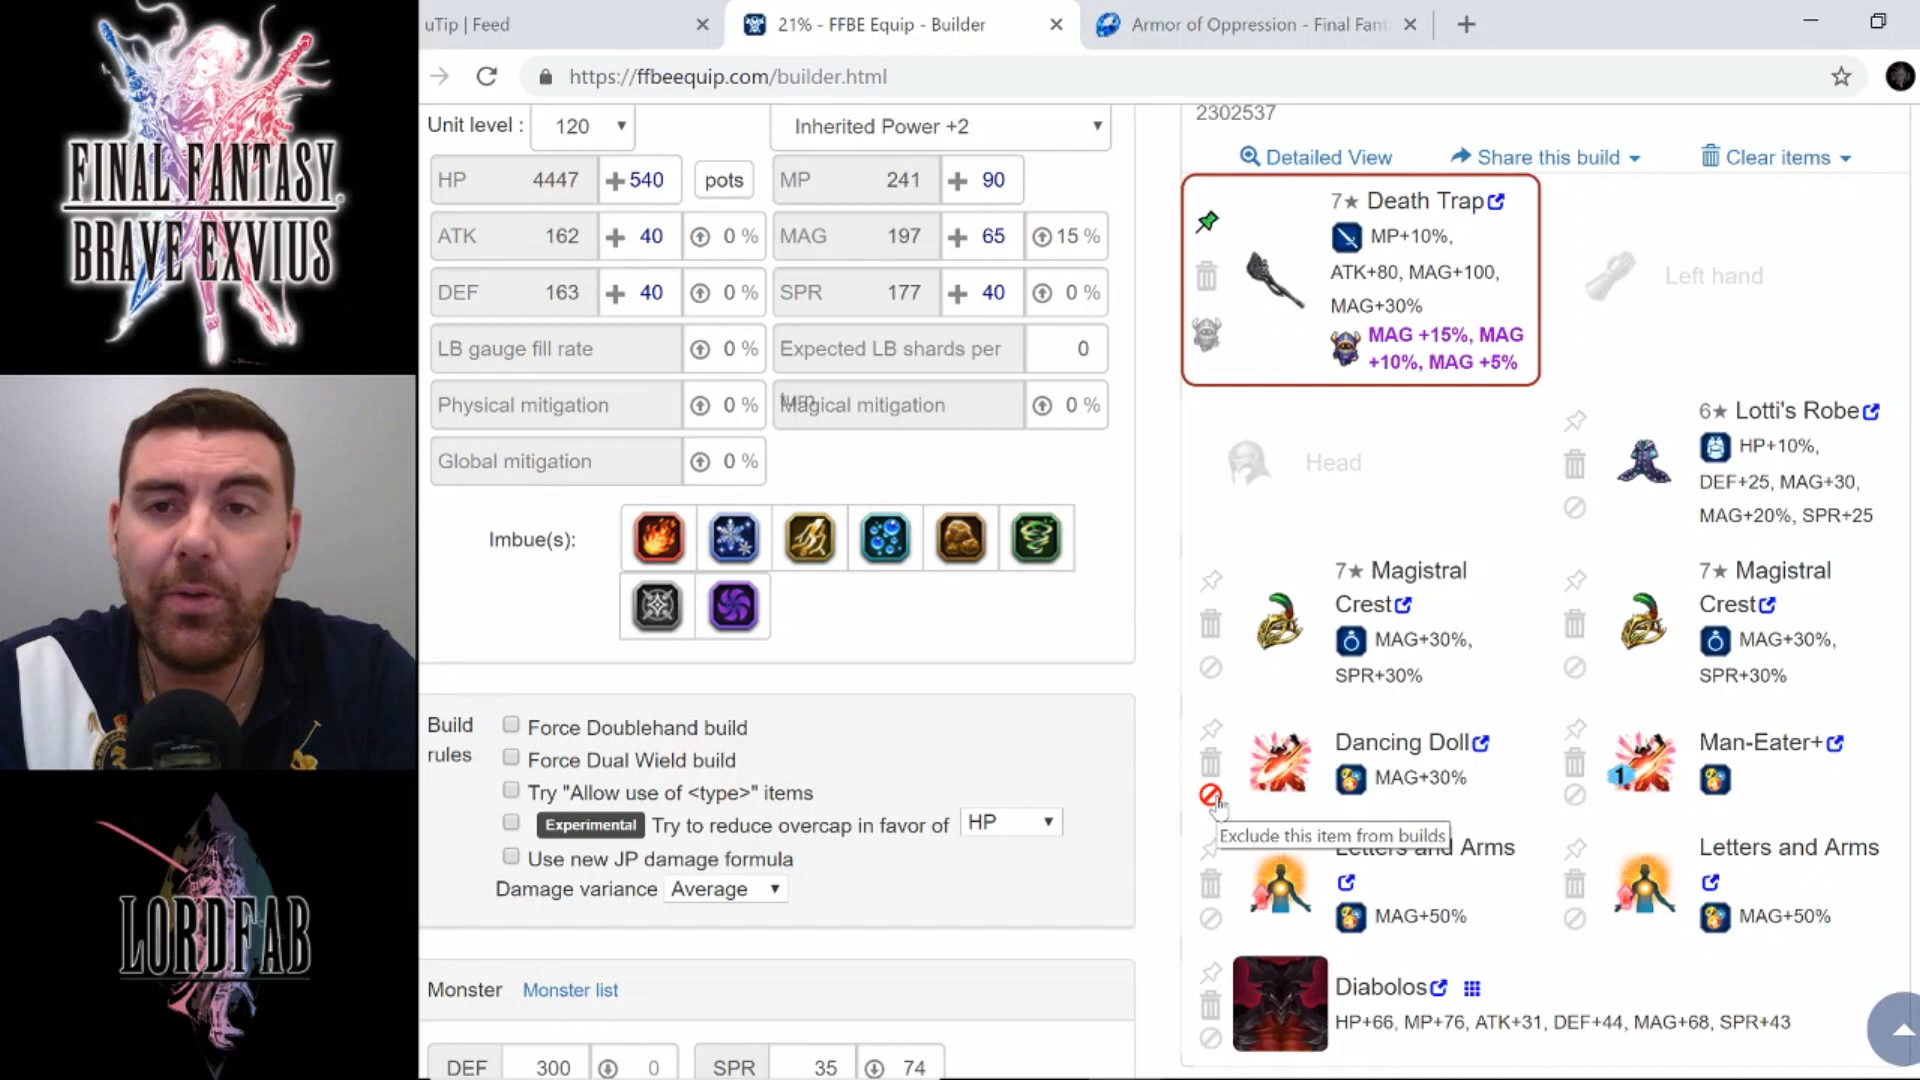 FINAL FANTASY
BRAVE EXVIUS
LORDFAB
uTip | Feed
21% - FFBE Equip - Builder
Armor of Oppression - Final Fant
https://ffbeequip.com/builder.html
Unit level : 120 Inherited Power +2
HP 4447 540 pots MP 241 90
ATK 162 40 0 % MAG 197 65 15 %
DEF 163 40 0 % SPR 177 40 0 %
LB gauge fill rate 0 % Expected LB shards per turn 0
Physical mitigation 0 % Magical mitigation 0 %
Global mitigation 0 %
Imbue(s):
Build rules
Force Doublehand build
Force Dual Wield build
Try "Allow use of <type>" items
Experimental Try to reduce overcap in favor of HP
Use new JP damage formula
Damage variance Average
Monster Monster list
DEF 300 0 SPR 35 74
2302537
Detailed View Share this build Clear items
7★ Death Trap
MP+10%,
ATK+80, MAG+100,
MAG+30%
MAG +15%, MAG
+10%, MAG +5%
Left hand
Head
6★ Lotti's Robe
HP+10%,
DEF+25, MAG+30,
MAG+20%, SPR+25
7★ Magistral
Crest
MAG+30%,
SPR+30%
7★ Magistral
Crest
MAG+30%,
SPR+30%
Dancing Doll
MAG+30%
1
Man-Eater+
Exclude this item from builds
Letters and Arms
MAG+50%
Letters and Arms
MAG+50%
Diabolos
HP+66, MP+76, ATK+31, DEF+44, MAG+68, SPR+43